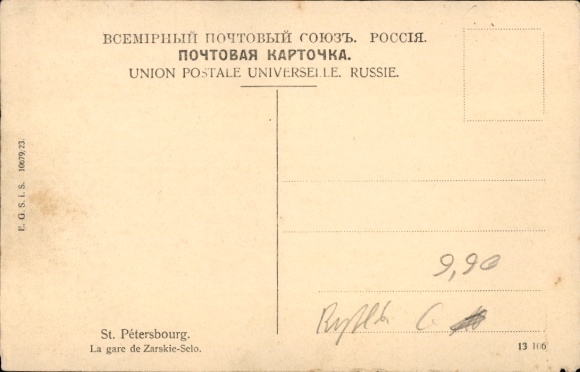 ВСЕМІРНЫЙ ПОЧТОВЫЙ СОЮЗЪ. РОССІЯ.
ПОЧТОВАЯ КАРТОЧКА.
UNION POSTALE UNIVERSELLE. RUSSIE.
E. G. S. i. S. 10679.23.
9,90
St. Pétersbourg.
La gare de Zarskie-Selo.
13 106